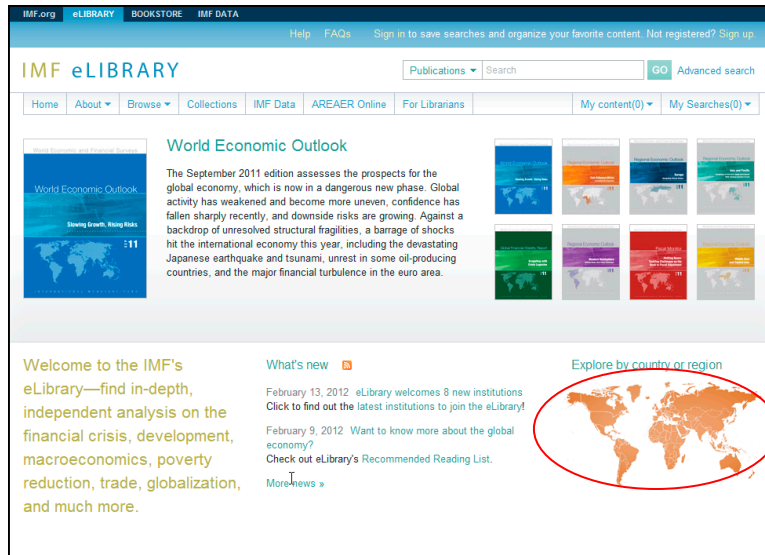 IMF.org eLIBRARY BOOKSTORE IMF DATA
Help FAQs Sign in to save searches and organize your favorite content. Not registered? Sign up.
IMF eLIBRARY
Publications Search GO Advanced search
Home About Browse Collections IMF Data AREAER Online For Librarians My content(0) My Searches(0)
World Economic and Financial Surveys
World Economic Outlook
Slowing Growth, Rising Risks
11
INTERNATIONAL MONETARY FUND
World Economic Outlook
The September 2011 edition assesses the prospects for the
global economy, which is now in a dangerous new phase. Global
activity has weakened and become more uneven, confidence has
fallen sharply recently, and downside risks are growing. Against a
backdrop of unresolved structural fragilities, a barrage of shocks
hit the international economy this year, including the devastating
Japanese earthquake and tsunami, unrest in some oil-producing
countries, and the major financial turbulence in the euro area.
Welcome to the IMF's
eLibrary—find in-depth,
independent analysis on the
financial crisis, development,
macroeconomics, poverty
reduction, trade, globalization,
and much more.
What's new
February 13, 2012 eLibrary welcomes 8 new institutions
Click to find out the latest institutions to join the eLibrary!
February 9, 2012 Want to know more about the global
economy?
Check out eLibrary's Recommended Reading List.
More news »
Explore by country or region